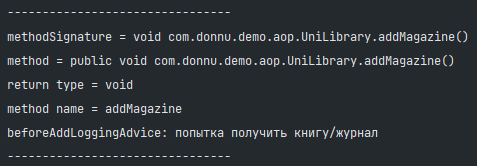 --------------------------------
methodSignature = void com.donnu.demo.aop.UniLibrary.addMagazine()
method = public void com.donnu.demo.aop.UniLibrary.addMagazine()
return type = void
method name = addMagazine
beforeAddLoggingAdvice: попытка получить книгу/журнал
--------------------------------